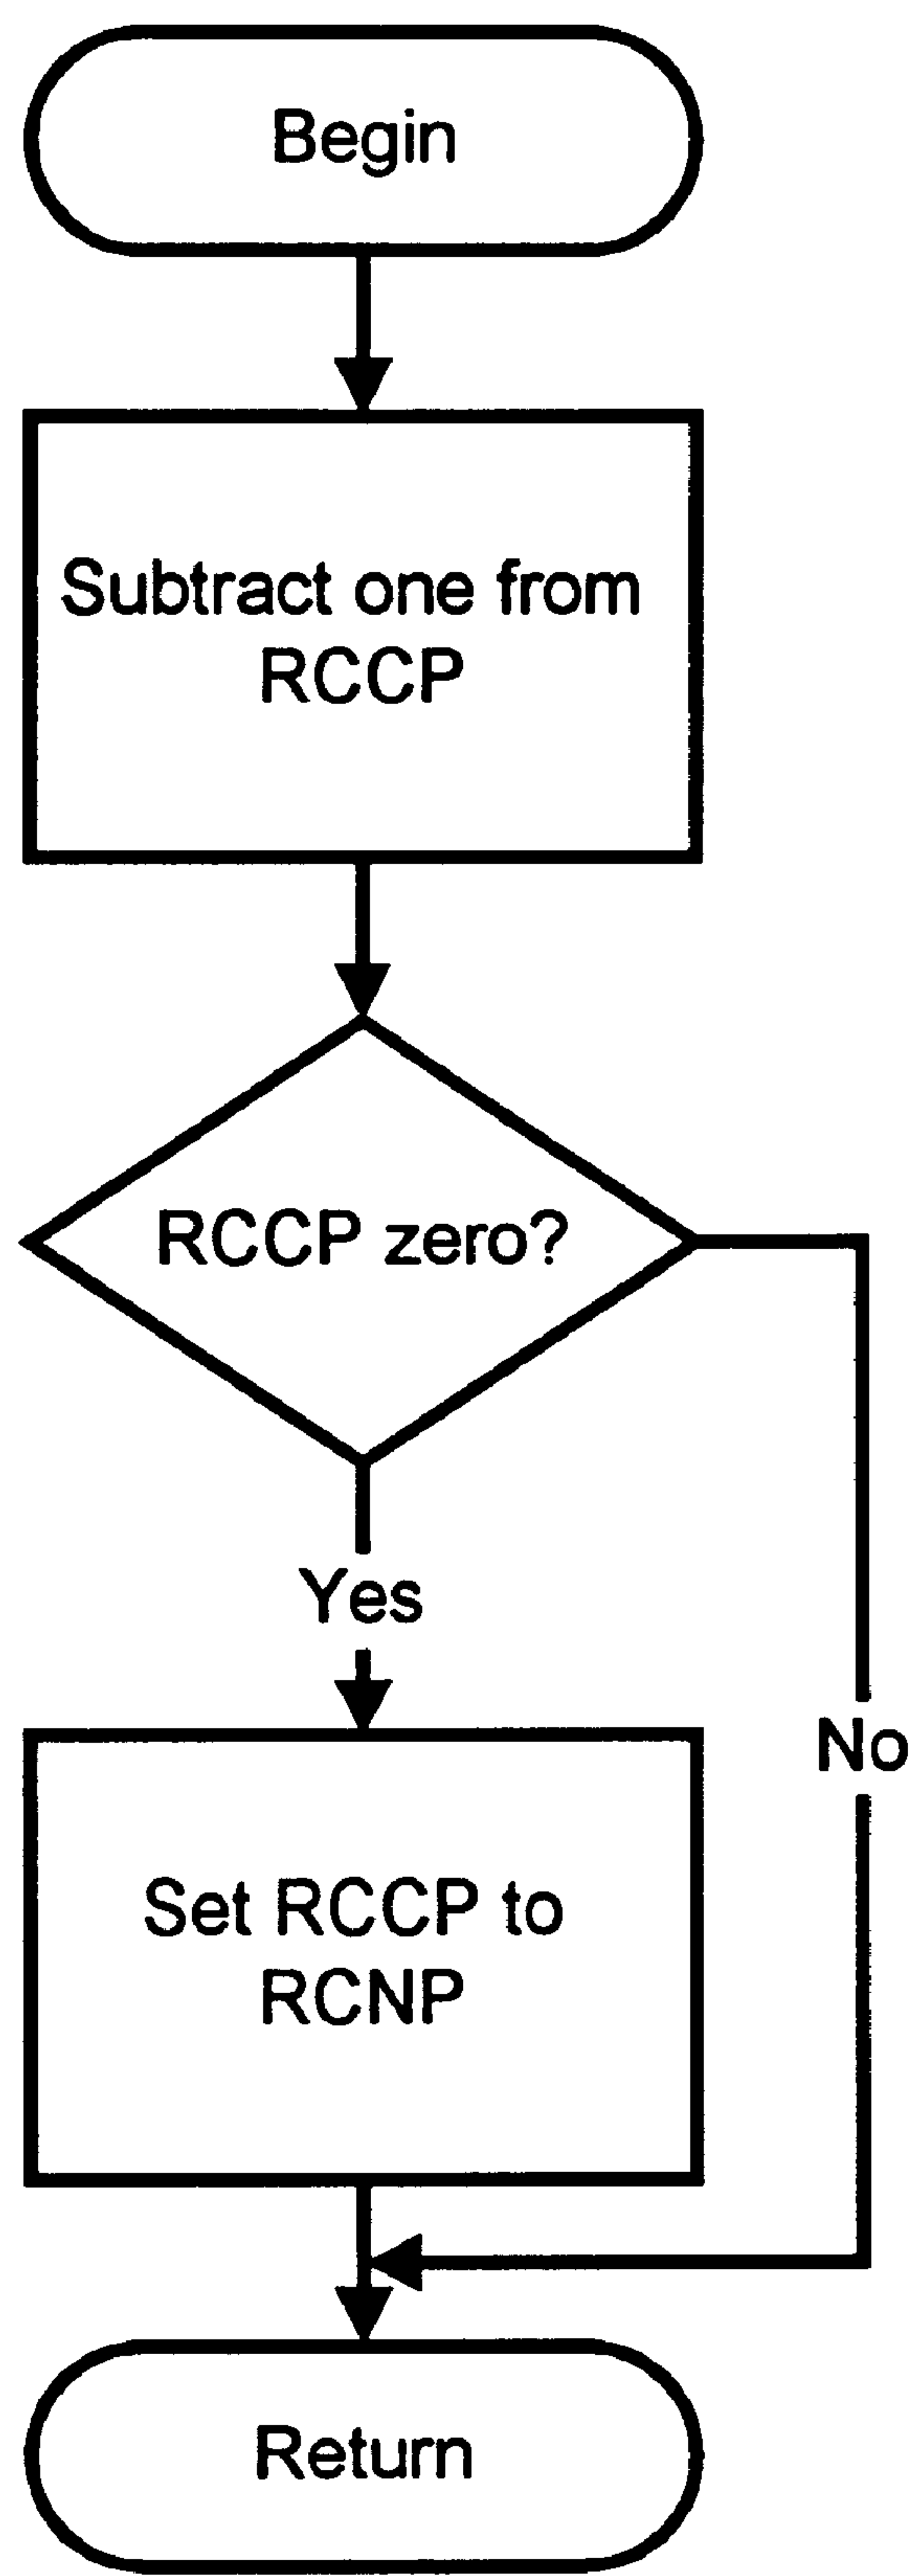 Begin
Subtract one from
RCCP
RCCP zero?
Yes
No
Set RCCP to
RCNP
Return